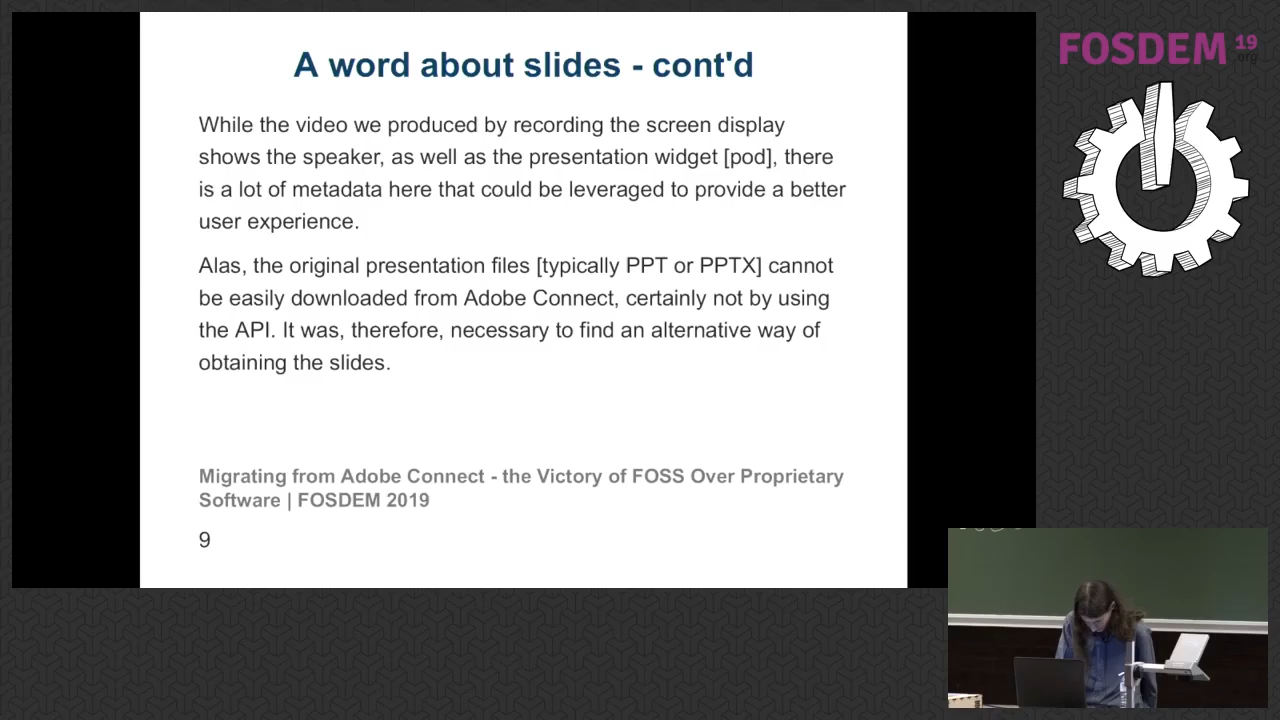 A word about slides - cont'd
While the video we produced by recording the screen display
shows the speaker, as well as the presentation widget [pod], there
is a lot of metadata here that could be leveraged to provide a better
user experience.
Alas, the original presentation files [typically PPT or PPTX] cannot
be easily downloaded from Adobe Connect, certainly not by using
the API. It was, therefore, necessary to find an alternative way of
obtaining the slides.
Migrating from Adobe Connect - the Victory of FOSS Over Proprietary
Software | FOSDEM 2019
9
FOSDEM 19
.org